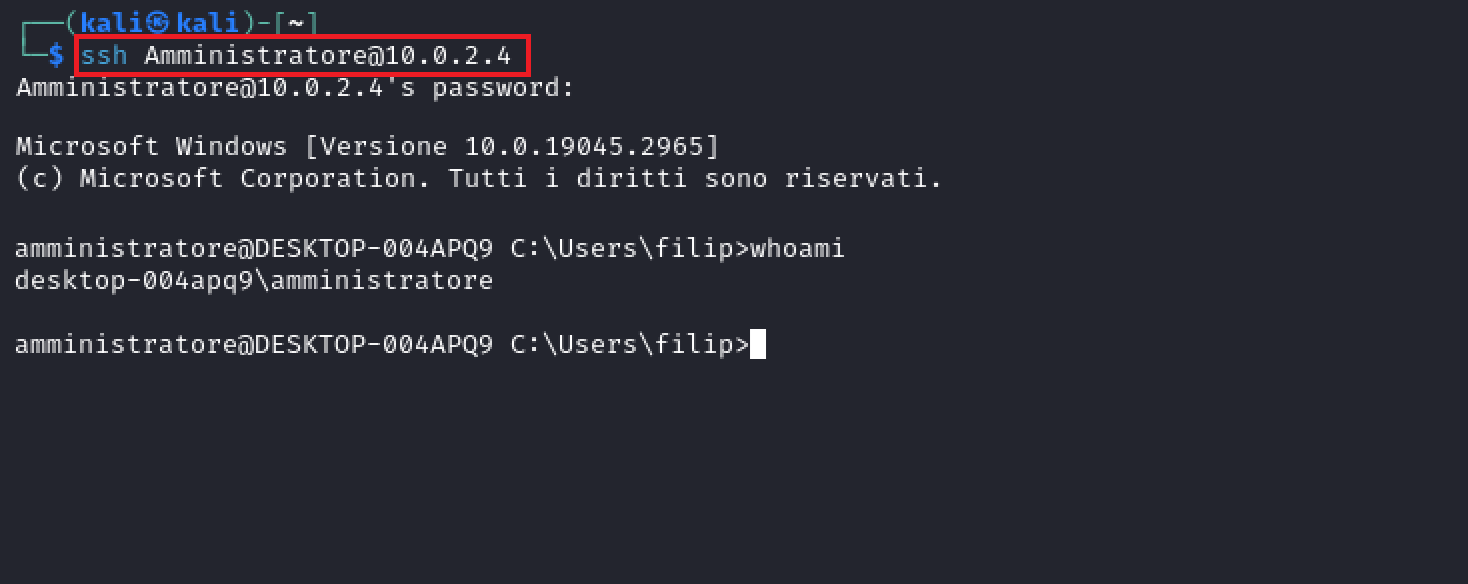 ┌──(kali㉿kali)-[~]
└─$ ssh Amministratore@10.0.2.4
Amministratore@10.0.2.4's password:
Microsoft Windows [Versione 10.0.19045.2965]
(c) Microsoft Corporation. Tutti i diritti sono riservati.
amministratore@DESKTOP-004APQ9 C:\Users\filip>whoami
desktop-004apq9\amministratore
amministratore@DESKTOP-004APQ9 C:\Users\filip>